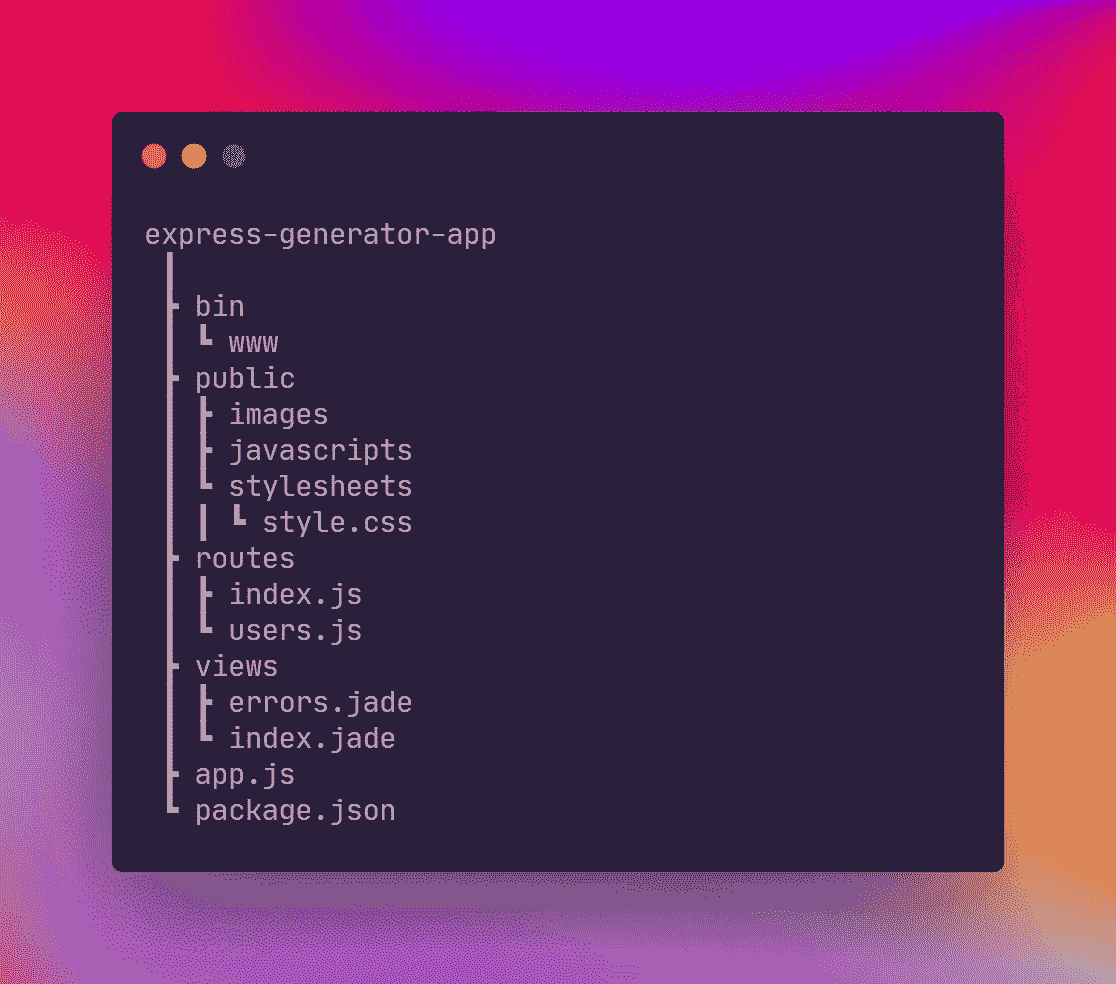 express-generator-app
bin
www
public
images
javascripts
stylesheets
style.css
routes
index.js
users.js
views
errors.jade
index.jade
app.js
package.json